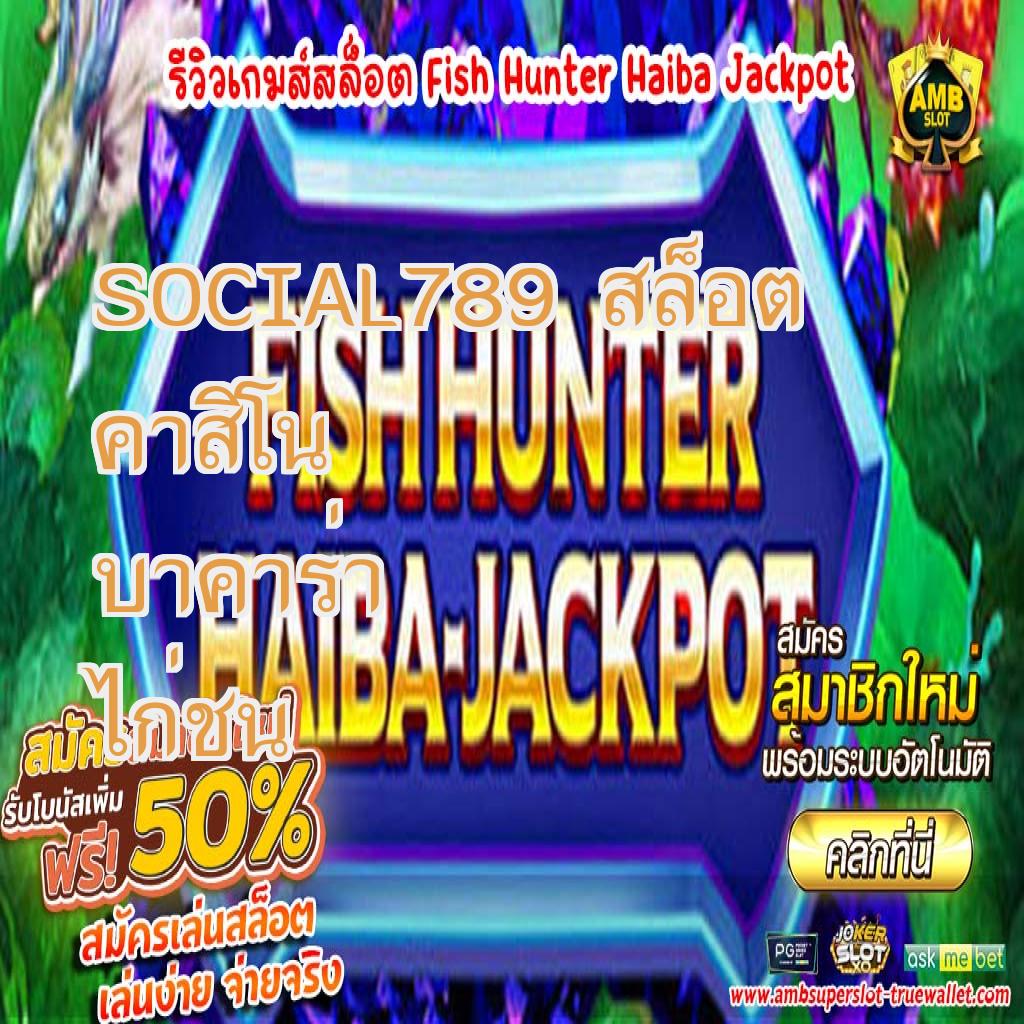 รีวิวเกมส์สล็อต Fish Hunter Haiba Jackpot
AMB
SLOT
SOCIAL789 สล็อต
คาสิโน
บาคาร่า
ไก่ชน
FISH HUNTER
HAIBA-JACKPOT
สมัคร
สมาชิกใหม่
พร้อมระบบอัตโนมัติ
คลิกที่นี่
รับโบนัสเพิ่ม
ฟรี! 50%
สมัครเล่นสล็อต
เล่นง่าย จ่ายจริง
PG
JOKER
SLOT
XO
ask me bet
www.ambsuperslot-truewallet.com